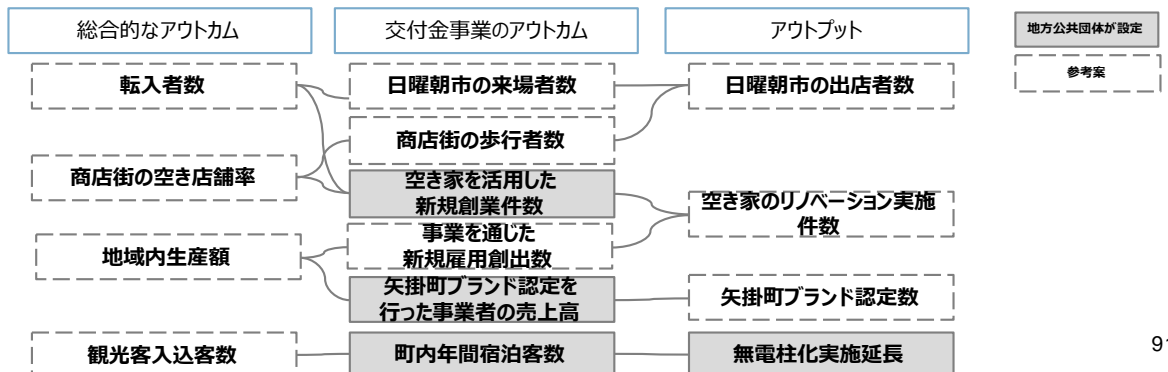 総合的なアウトカム
交付金事業のアウトカム
アウトプット
地方公共団体が設定
参考案
転入者数
日曜朝市の来場者数
日曜朝市の出店者数
商店街の歩行者数
商店街の空き店舗率
空き家を活用した
新規創業件数
空き家のリノベーション実施
件数
事業を通じた
新規雇用創出数
地域内生産額
矢掛町ブランド認定を
行った事業者の売上高
矢掛町ブランド認定数
観光客入込客数
町内年間宿泊客数
無電柱化実施延長
91